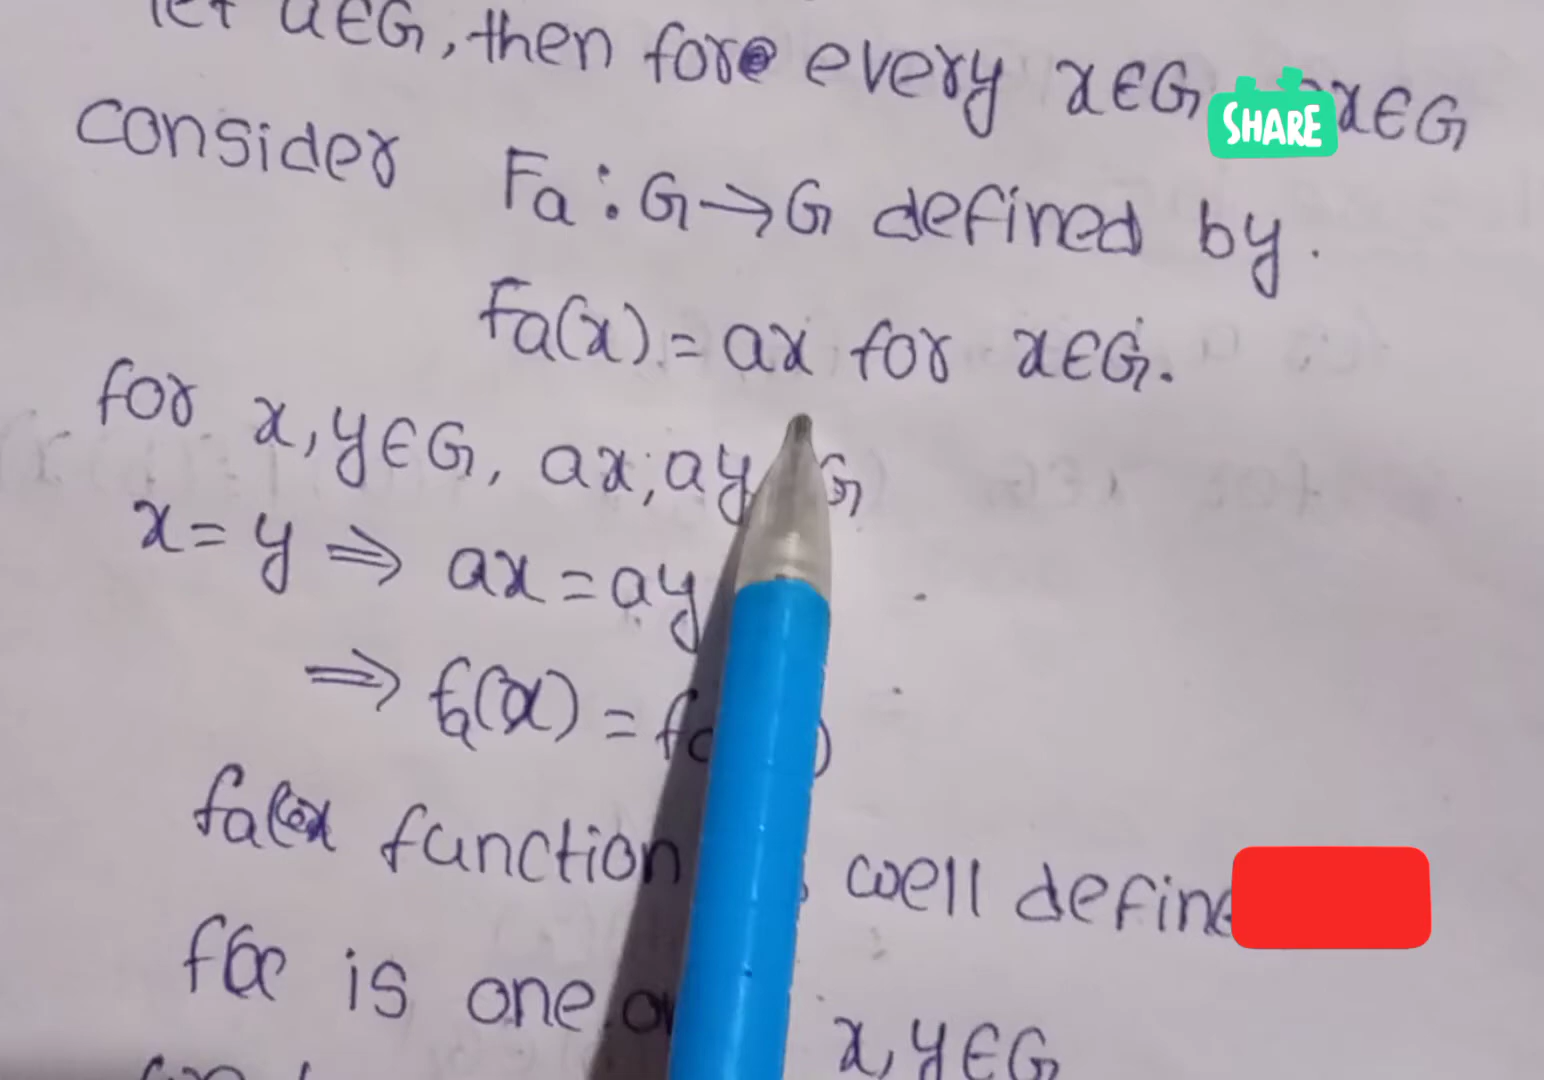 let a∈G, then for every x∈G x∈G
SHARE
consider Fa : G→G defined by.
fa(x) = ax for x∈G.
for x, y∈G, ax, ay G
x = y ⇒ ax = ay
⇒ fa(x) = f
fa function well define
is one x, y∈G